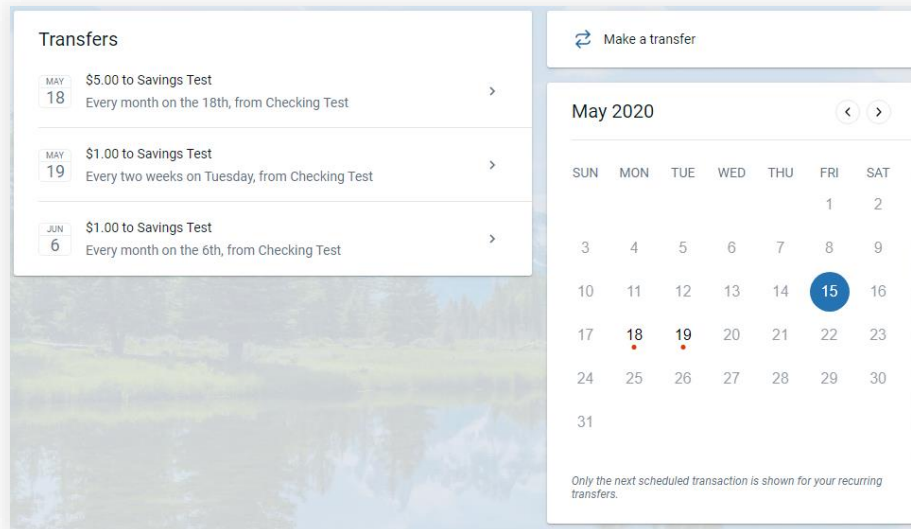 Transfers
MAY
18
$5.00 to Savings Test
Every month on the 18th, from Checking Test
MAY
19
$1.00 to Savings Test
Every two weeks on Tuesday, from Checking Test
JUN
6
$1.00 to Savings Test
Every month on the 6th, from Checking Test
Make a transfer
May 2020
SUN MON TUE WED THU FRI SAT
1 2
3 4 5 6 7 8 9
10 11 12 13 14 15 16
17 18 19 20 21 22 23
24 25 26 27 28 29 30
31
Only the next scheduled transaction is shown for your recurring
transfers.